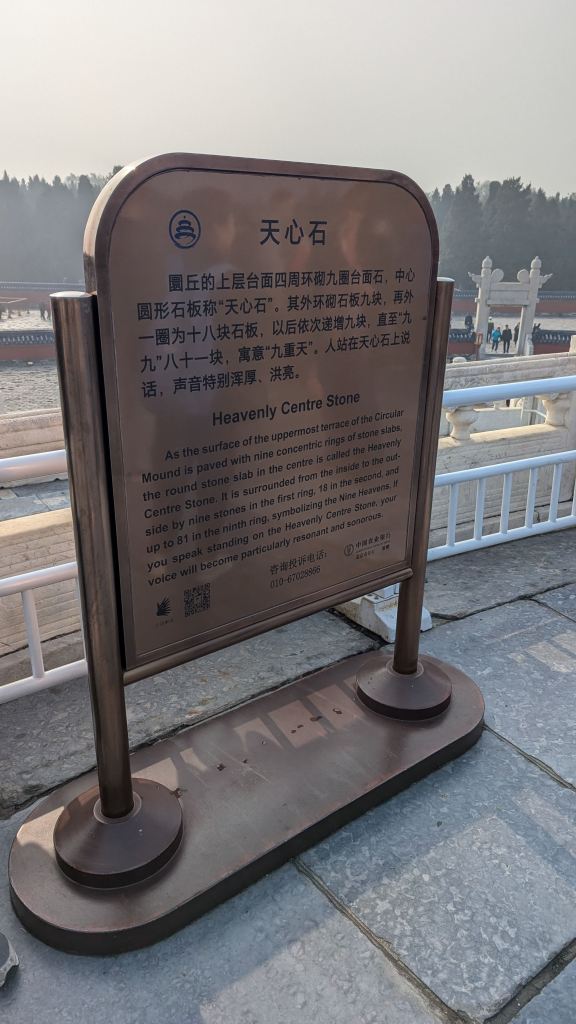 天心石
圜丘的上层台面四周环砌九圈台面石，中心
圆形石板称“天心石”。其外环砌石板九块，再外
一圈为十八块石板，以后依次递增九块，直至“九
九”八十一块，寓意“九重天”。人站在天心石上说
话，声音特别浑厚、洪亮。
Heavenly Centre Stone
As the surface of the uppermost terrace of the Circular
Mound is paved with nine concentric rings of stone slabs,
the round stone slab in the centre is called the Heavenly
Centre Stone. It is surrounded from the inside to the out-
side by nine stones in the first ring, 18 in the second, and
up to 81 in the ninth ring, symbolizing the Nine Heavens. If
you speak standing on the Heavenly Centre Stone, your
voice will become particularly resonant and sonorous.
咨询投诉电话：
010-67028866
中国农业银行